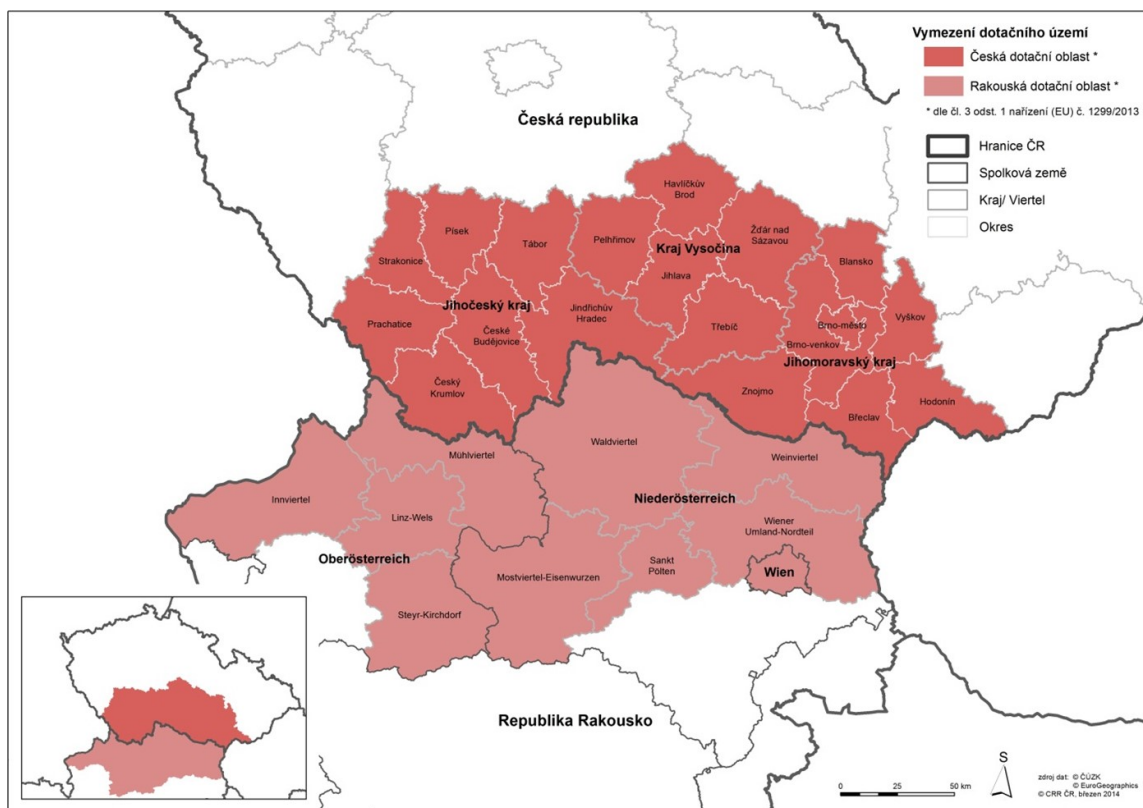 Vymezení dotačního území
Česká dotační oblast *
Rakouská dotační oblast *
* dle čl. 3 odst. 1 nařízení (EU) č. 1299/2013
Hranice ČR
Spolková země
Kraj/ Viertel
Okres
Česká republika
Havlíčkův
Brod
Písek
Tábor
Pelhřimov
Žďár nad
Sázavou
Kraj Vysočina
Strakonice
Jihlava
Blansko
Jihočeský kraj
Jindřichův
Hradec
Prachatice
České
Budějovice
Třebíč
Brno-město
Vyškov
Brno-venkov
Jihomoravský kraj
Český
Krumlov
Znojmo
Hodonín
Břeclav
Mühlviertel
Waldviertel
Weinviertel
Innviertel
Linz-Wels
Niederösterreich
Wiener
Umland-Nordteil
Oberösterreich
Sankt
Pölten
Wien
Mostviertel-Eisenwurzen
Steyr-Kirchdorf
Republika Rakousko
0 25 50 km
S
zdroj dat: © ČÚZK
© EuroGeographics
© CRR ČR, březen 2014